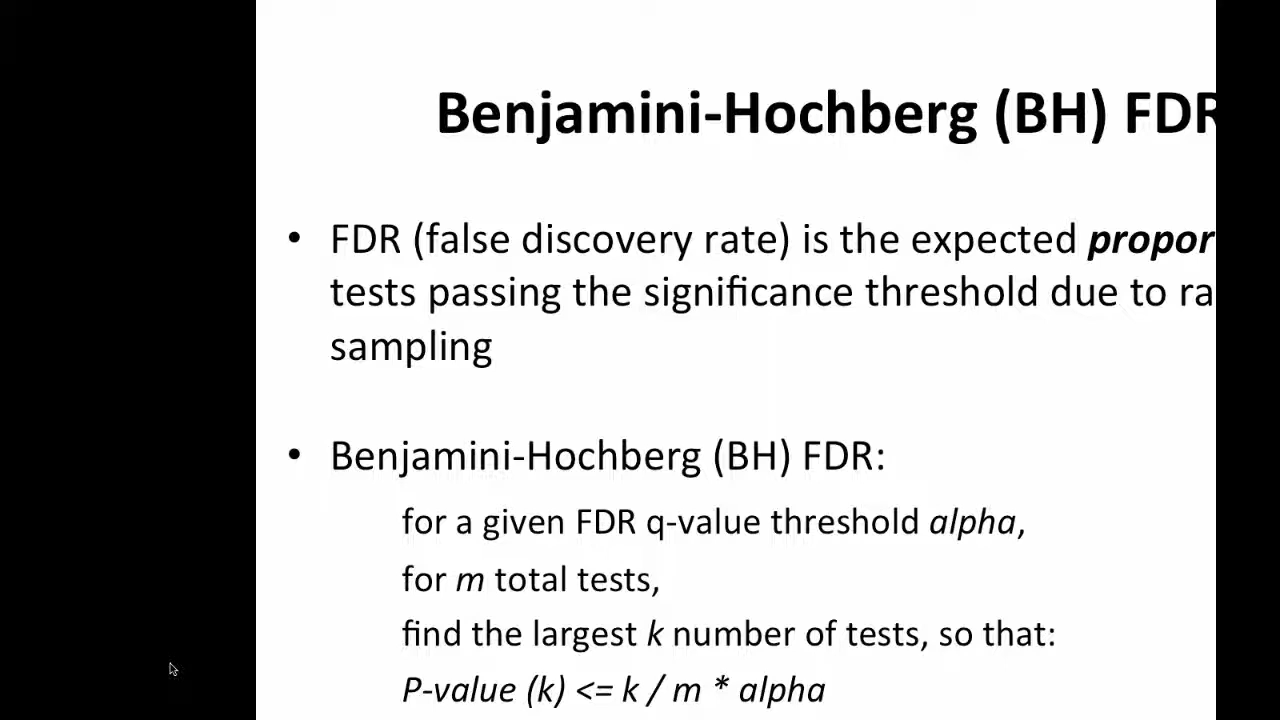 Benjamini-Hochberg (BH) FDR
• FDR (false discovery rate) is the expected propor
tests passing the significance threshold due to ra
sampling
• Benjamini-Hochberg (BH) FDR:
for a given FDR q-value threshold alpha,
for m total tests,
find the largest k number of tests, so that:
P-value (k) <= k / m * alpha